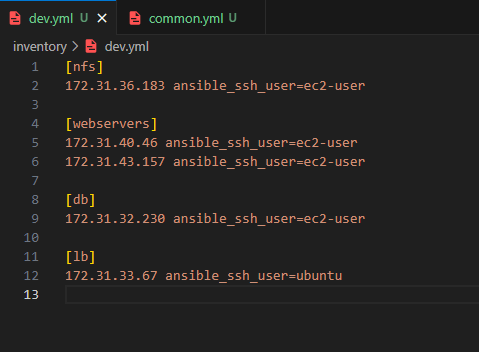 dev.yml U
common.yml U
inventory > dev.yml
1 [nfs]
2 172.31.36.183 ansible_ssh_user=ec2-user
3
4 [webservers]
5 172.31.40.46 ansible_ssh_user=ec2-user
6 172.31.43.157 ansible_ssh_user=ec2-user
7
8 [db]
9 172.31.32.230 ansible_ssh_user=ec2-user
10
11 [lb]
12 172.31.33.67 ansible_ssh_user=ubuntu
13